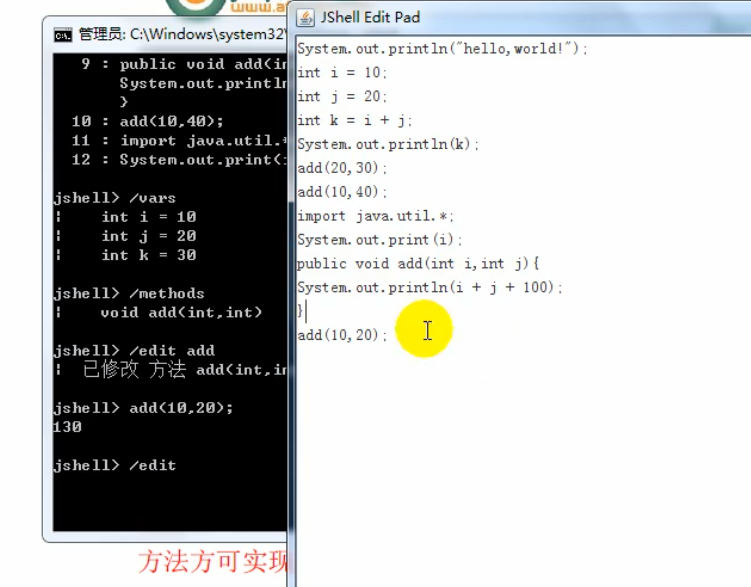 www.a
管理员: C:\Windows\system32\
9 : public void add(in
System.out.println
}
10 : add(10,40);
11 : import java.util.*
12 : System.out.print(i
jshell> /vars
int i = 10
int j = 20
int k = 30
jshell> /methods
void add(int,int)
jshell> /edit add
已修改 方法 add(int,in
jshell> add(10,20);
130
jshell> /edit
方法方可实现
JShell Edit Pad
System.out.println("hello,world!");
int i = 10;
int j = 20;
int k = i + j;
System.out.println(k);
add(20,30);
add(10,40);
import java.util.*;
System.out.print(i);
public void add(int i,int j){
System.out.println(i + j + 100);
}
add(10,20);